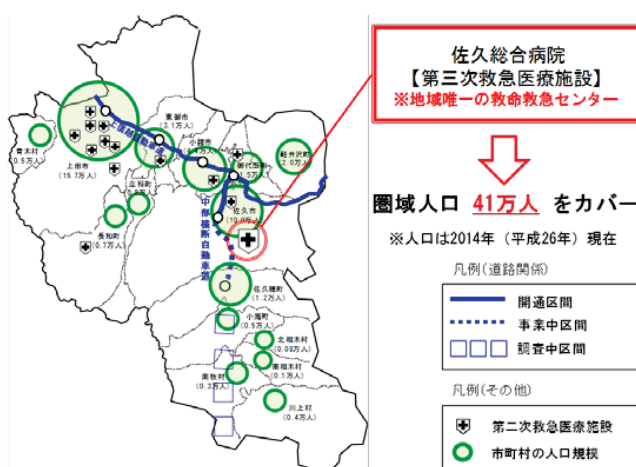 佐久総合病院
【第三次救急医療施設】
※地域唯一の救命救急センター
圏域人口 41万人 をカバー
※人口は2014年（平成26年）現在
凡例(道路関係)
開通区間
事業中区間
調査中区間
凡例(その他)
第二次救急医療施設
市町村の人口規模
東御市
(3.1万人)
上信越自動車道
小諸市
軽井沢町
(2.0万人)
青木村
0.5万人)
上田市
(15.7万人)
立科町
御代田町
佐久市
(10.0万人)
長和町
(0.7万人)
中部横断自動車道
佐久穂町
(1.2万人)
小海町
(0.5万人)
北相木村
(0.08万人)
南相木村
(0.1万人)
南牧村
(0.3万人)
川上村
(0.4万人)